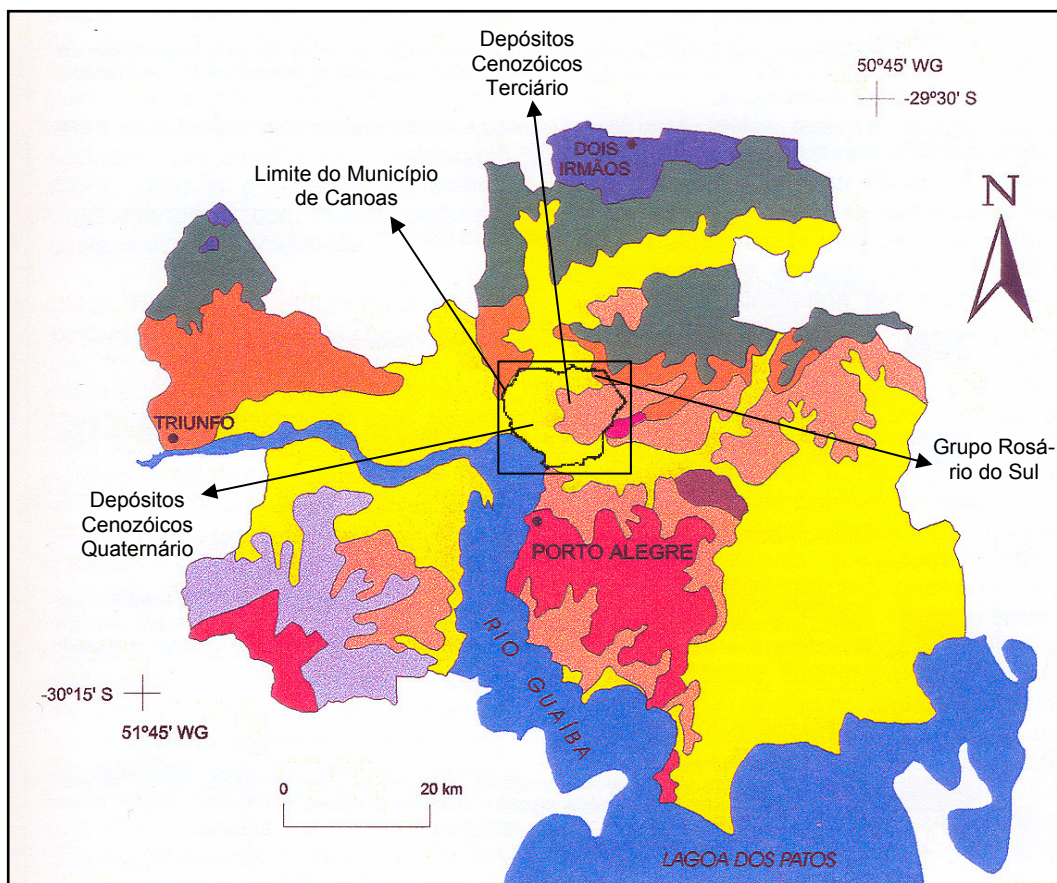 Depósitos
Cenozóicos
Terciário
50º45' WG
-29º30' S
DOIS
IRMÃOS
Limite do Município
de Canoas
N
TRIUNFO
Grupo Rosá-
rio do Sul
Depósitos
Cenozóicos
Quaternário
PORTO ALEGRE
RIO GUAÍBA
-30º15' S
51º45' WG
0 20 km
LAGOA DOS PATOS